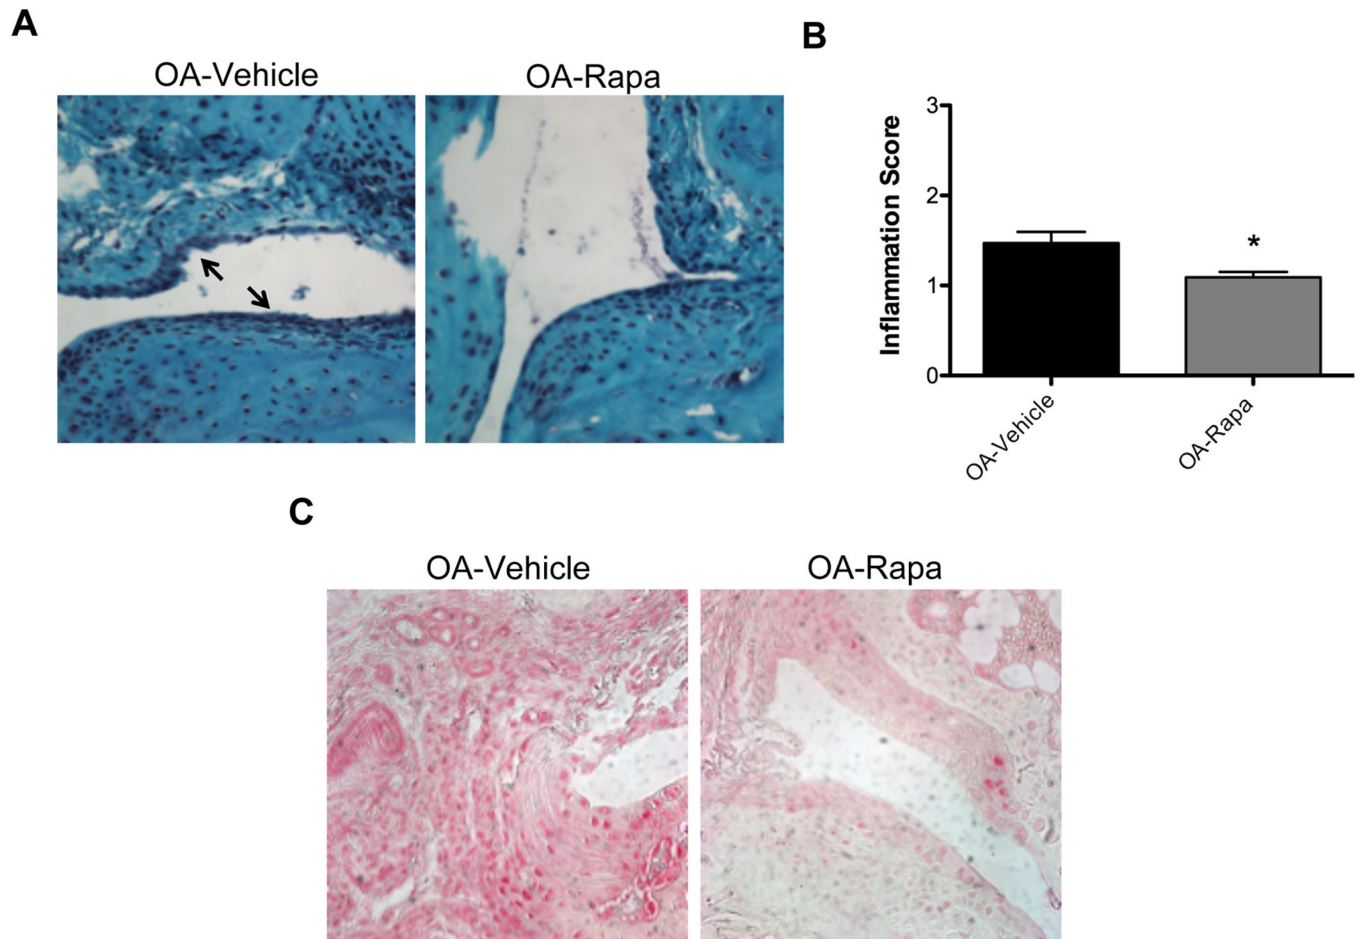 A
OA-Vehicle
OA-Rapa
B
Inflammation Score
3
2
1
0
*
OA-Vehicle
OA-Rapa
C
OA-Vehicle
OA-Rapa